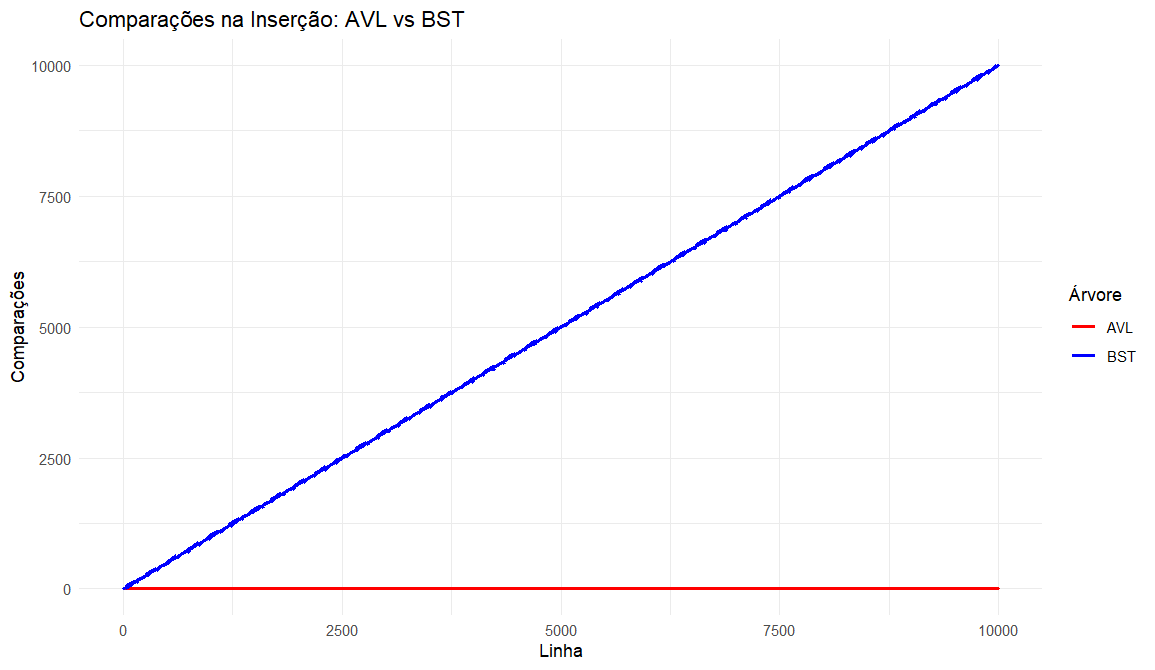 Comparações na Inserção: AVL vs BST
10000
7500
5000
2500
0
Comparações
0 2500 5000 7500 10000
Linha
Árvore
AVL
BST